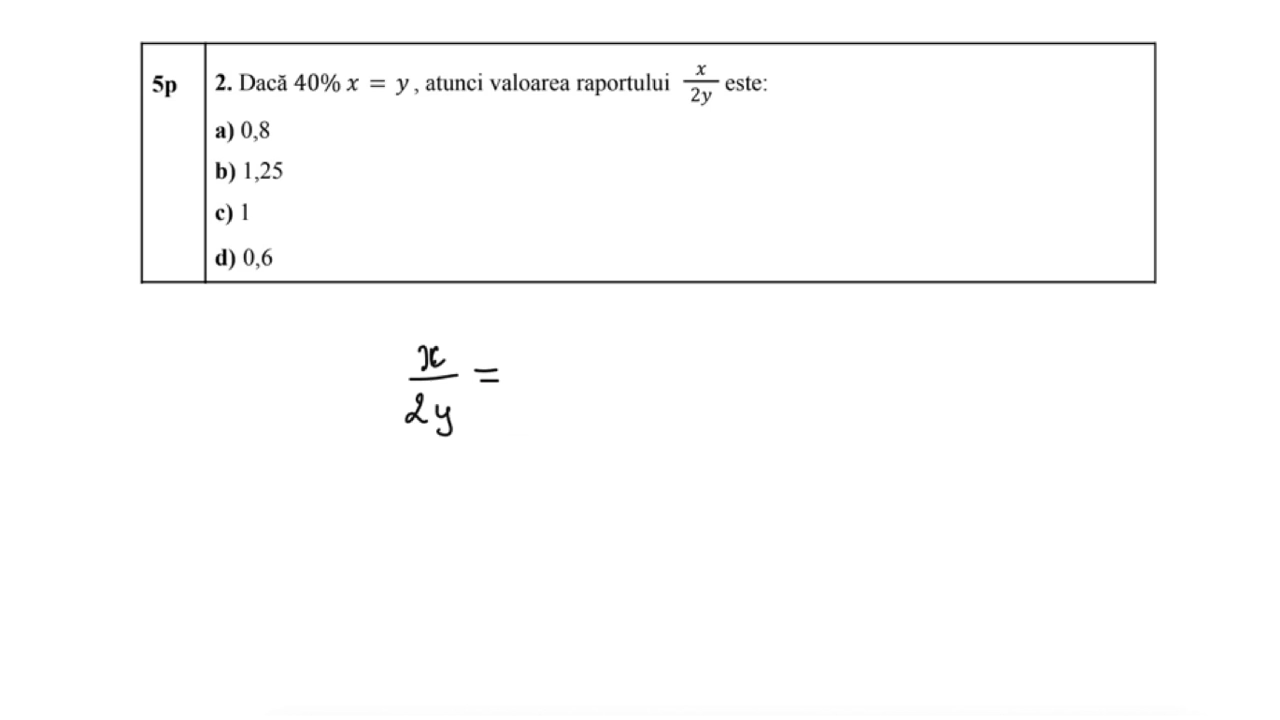 5p
2. Dacă 40% x = y, atunci valoarea raportului x/2y este:
a) 0,8
b) 1,25
c) 1
d) 0,6
x/2y =